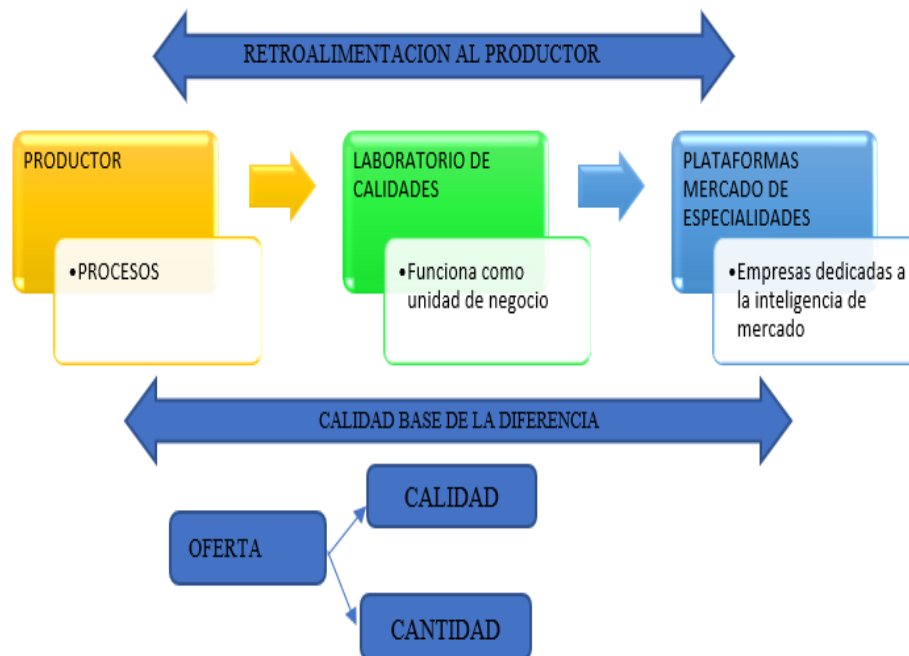 RETROALIMENTACION AL PRODUCTOR
PRODUCTOR
•PROCESOS
LABORATORIO DE
CALIDADES
•Funciona como
unidad de negocio
PLATAFORMAS
MERCADO DE
ESPECIALIDADES
•Empresas dedicadas a
la inteligencia de
mercado
CALIDAD BASE DE LA DIFERENCIA
OFERTA
CALIDAD
CANTIDAD